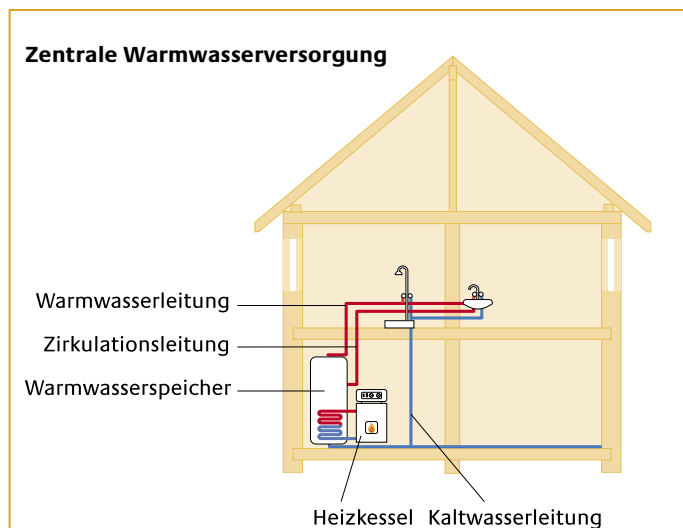 Zentrale Warmwasserversorgung
Warmwasserleitung
Zirkulationsleitung
Warmwasserspeicher
Heizkessel Kaltwasserleitung